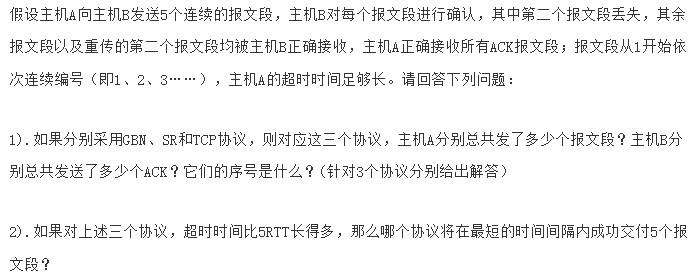 假设主机A向主机B发送5个连续的报文段，主机B对每个报文段进行确认，其中第二个报文段丢失，其余
报文段以及重传的第二个报文段均被主机B正确接收，主机A正确接收所有ACK报文段；报文段从1开始依
次连续编号（即1、2、3……），主机A的超时时间足够长。请回答下列问题：
1).如果分别采用GBN、SR和TCP协议，则对应这三个协议，主机A分别总共发了多少个报文段？主机B分
别总共发送了多少个ACK？它们的序号是什么？（针对3个协议分别给出解答）
2).如果对上述三个协议，超时时间比5RTT长得多，那么哪个协议将在最短的时间间隔内成功交付5个报
文段？